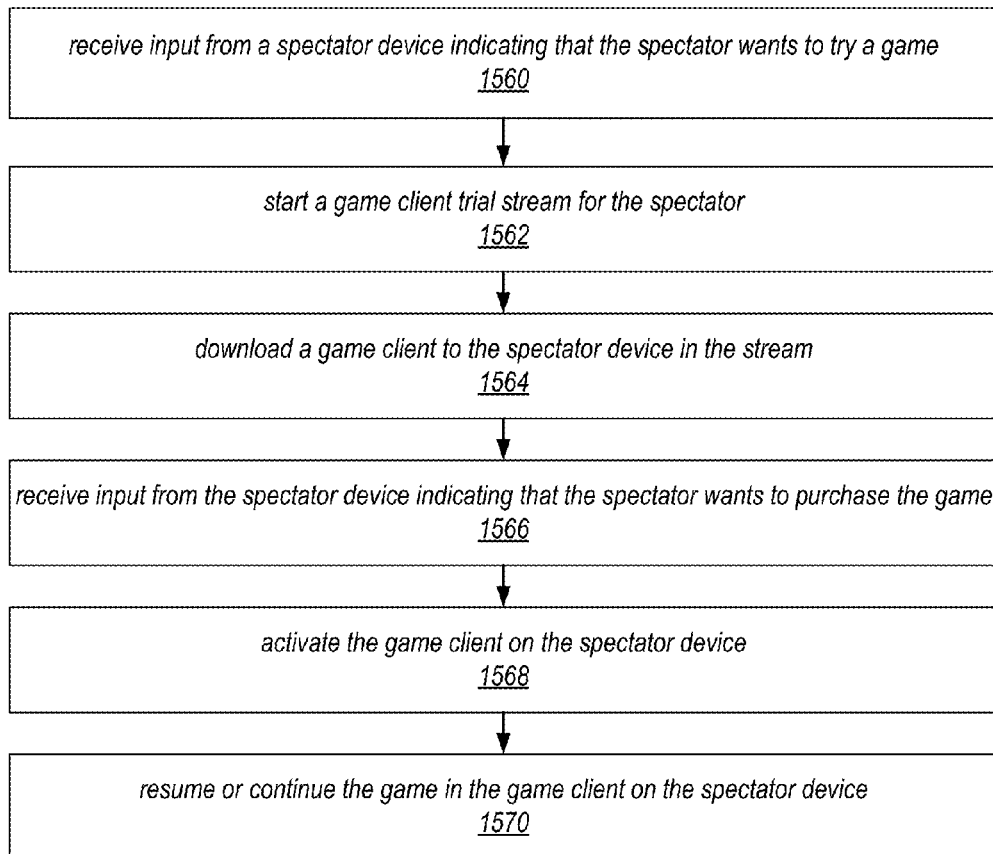 receive input from a spectator device indicating that the spectator wants to try a game
1560
start a game client trial stream for the spectator
1562
download a game client to the spectator device in the stream
1564
receive input from the spectator device indicating that the spectator wants to purchase the game
1566
activate the game client on the spectator device
1568
resume or continue the game in the game client on the spectator device
1570